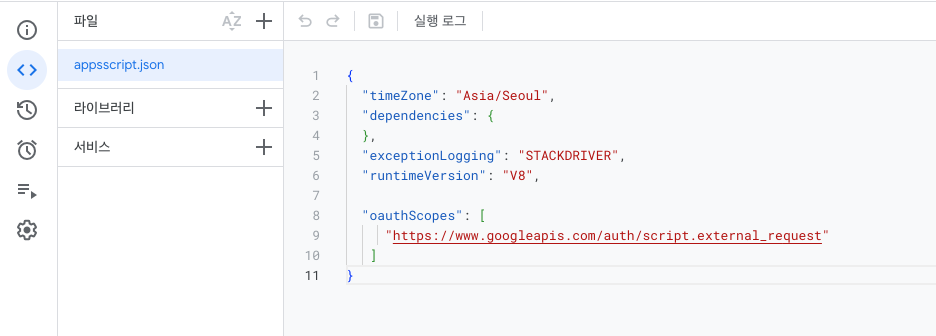 파일
AZ
실행 로그
appsscript.json
라이브러리
서비스
1 {
2 "timeZone": "Asia/Seoul",
3 "dependencies": {
4 },
5 "exceptionLogging": "STACKDRIVER",
6 "runtimeVersion": "V8",
7
8 "oauthScopes": [
9 "https://www.googleapis.com/auth/script.external_request"
10 ]
11 }